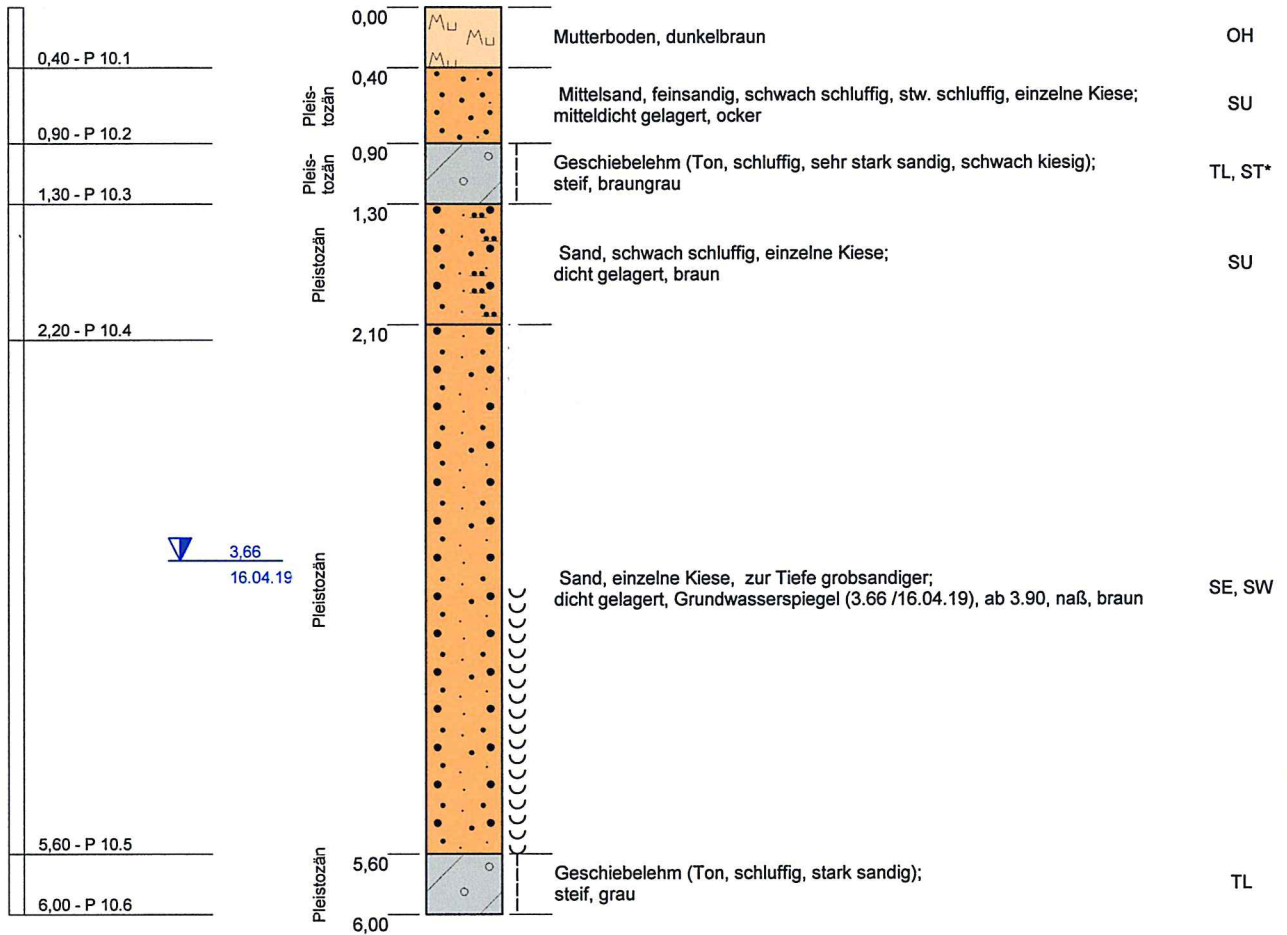 0,00
Mu
Mu
Mu
Mutterboden, dunkelbraun
OH
0,40 - P 10.1
0,40
Pleis-
tozän
Mittelsand, feinsandig, schwach schluffig, stw. schluffig, einzelne Kiese;
mitteldicht gelagert, ocker
SU
0,90 - P 10.2
0,90
Pleis-
tozän
Geschiebelehm (Ton, schluffig, sehr stark sandig, schwach kiesig);
steif, braungrau
TL, ST*
1,30 - P 10.3
1,30
Pleistozän
Sand, schwach schluffig, einzelne Kiese;
dicht gelagert, braun
SU
2,20 - P 10.4
2,10
3,66
16.04.19
Pleistozän
Sand, einzelne Kiese, zur Tiefe grobsandiger;
dicht gelagert, Grundwasserspiegel (3.66 /16.04.19), ab 3.90, naß, braun
SE, SW
5,60 - P 10.5
5,60
Pleistozän
Geschiebelehm (Ton, schluffig, stark sandig);
steif, grau
TL
6,00 - P 10.6
6,00